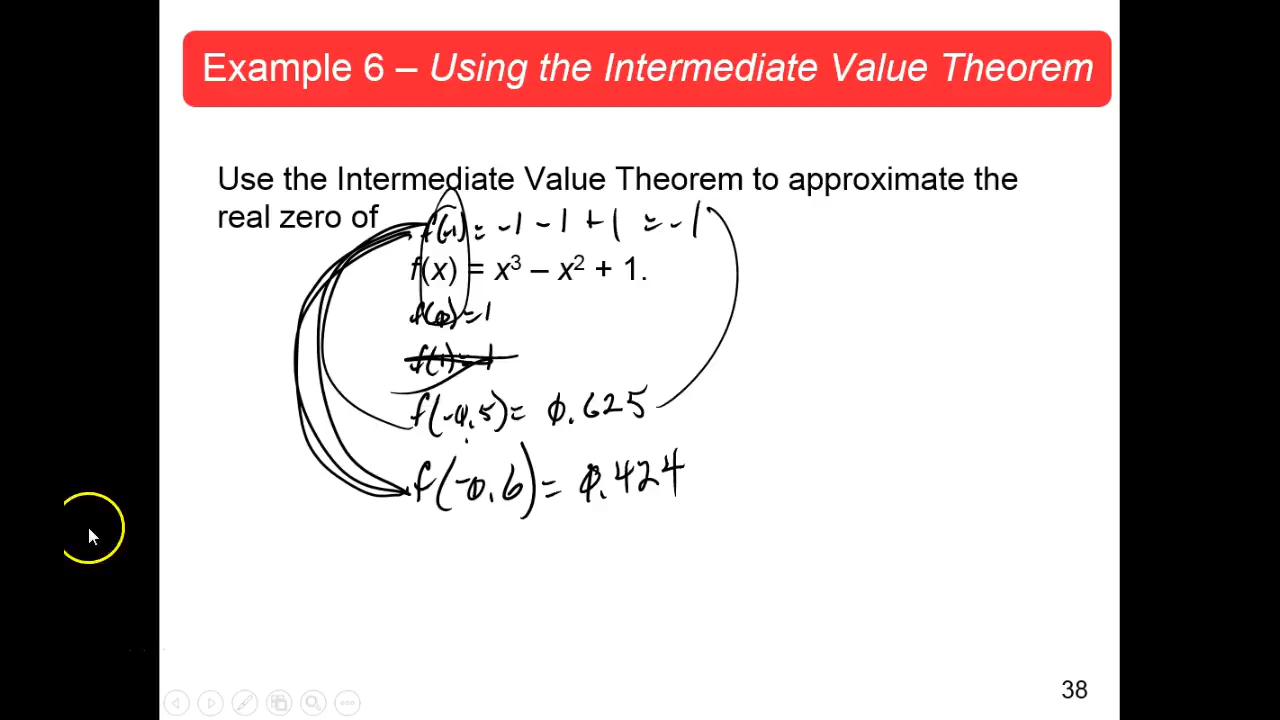 Example 6 – Using the Intermediate Value Theorem
Use the Intermediate Value Theorem to approximate the
real zero of
f(-1) = -1 - 1 + 1 = -1
f(x) = x³ – x² + 1.
f(0) = 1
f(1) = 1
f(-0.5) = 0.625
f(-0.6) = 0.424
38